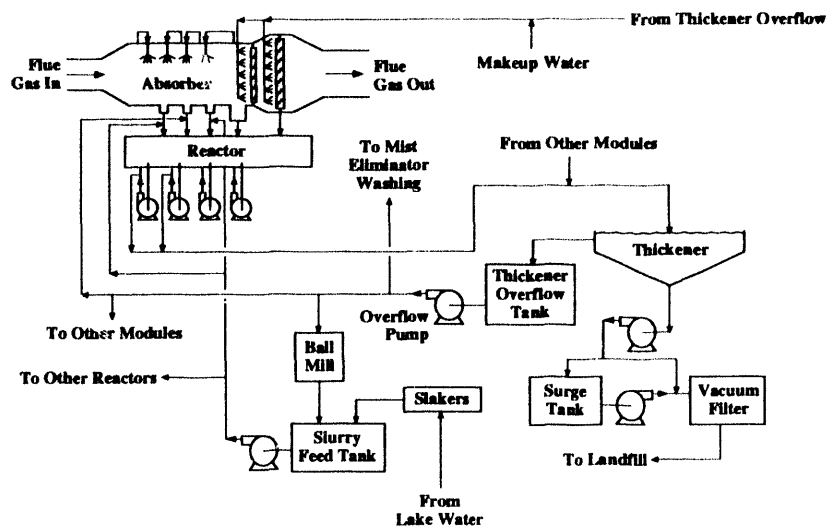 From Thickener Overflow
Makeup Water
Flue
Gas In
Absorber
Flue
Gas Out
Reactor
To Mist
Eliminator
Washing
From Other Modules
Thickener
Thickener
Overflow
Tank
Overflow
Pump
To Other Modules
Ball
Mill
To Other Reactors
Slakers
Surge
Tank
Vacuum
Filter
Slurry
Feed Tank
To Landfill
From
Lake Water